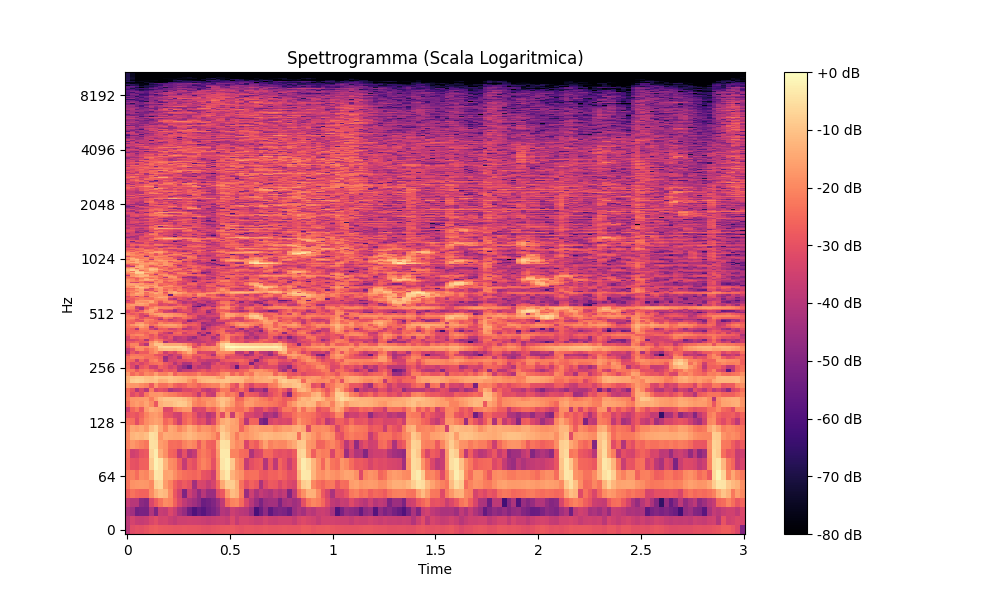 Spettrogramma (Scala Logaritmica)
Hz
8192
4096
2048
1024
512
256
128
64
0
0 0.5 1 1.5 2 2.5 3
Time
+0 dB
-10 dB
-20 dB
-30 dB
-40 dB
-50 dB
-60 dB
-70 dB
-80 dB